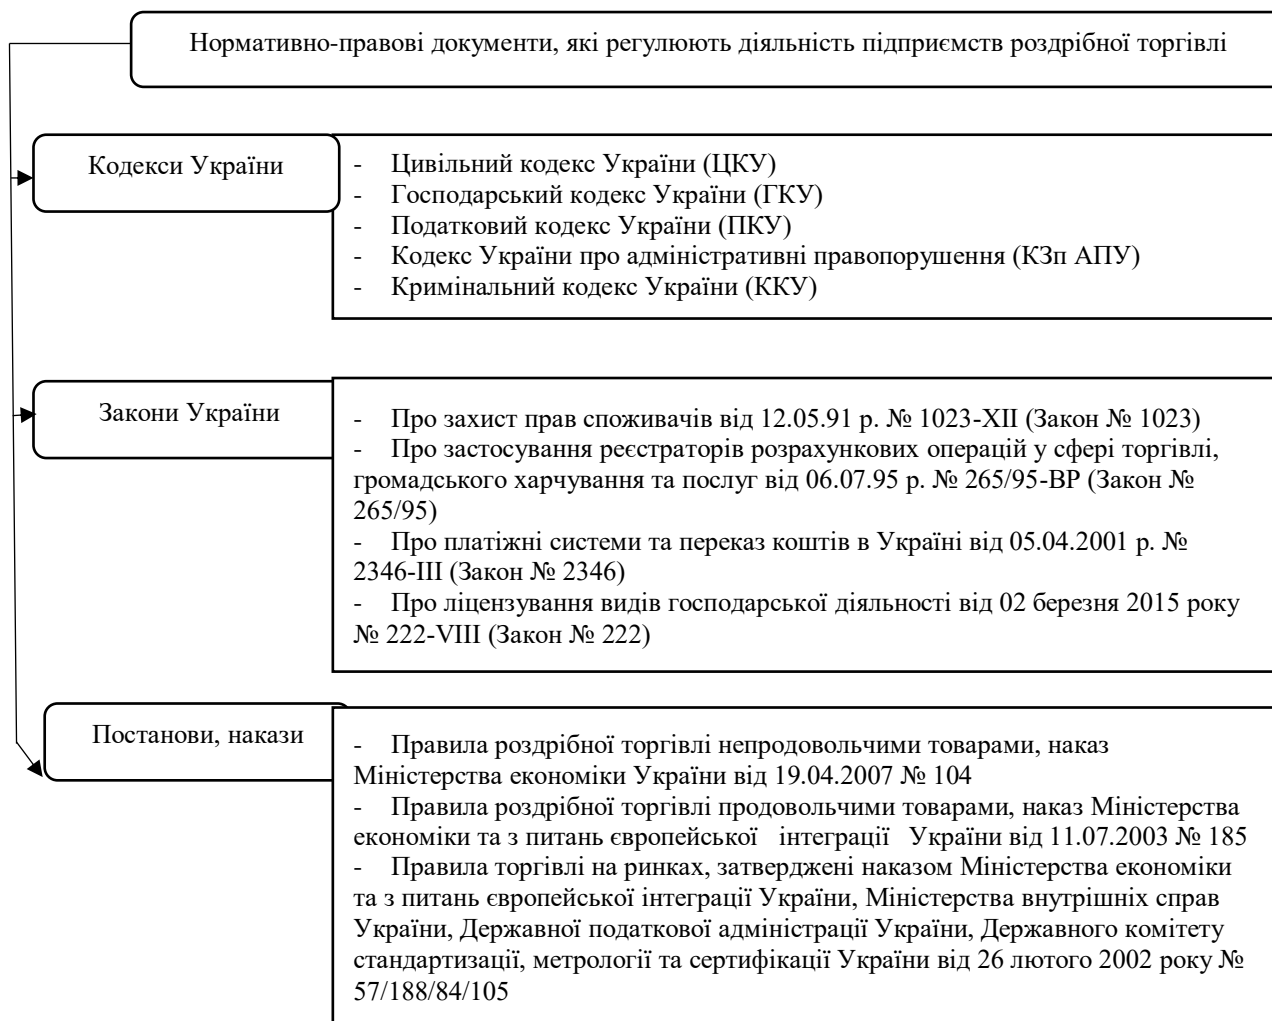 Нормативно-правові документи, які регулюють діяльність підприємств роздрібної торгівлі
Кодекси України
- Цивільний кодекс України (ЦКУ)
- Господарський кодекс України (ГКУ)
- Податковий кодекс України (ПКУ)
- Кодекс України про адміністративні правопорушення (КЗп АПУ)
- Кримінальний кодекс України (ККУ)
Закони України
- Про захист прав споживачів від 12.05.91 р. № 1023-XII (Закон № 1023)
- Про застосування реєстраторів розрахункових операцій у сфері торгівлі,
громадського харчування та послуг від 06.07.95 р. № 265/95-ВР (Закон №
265/95)
- Про платіжні системи та переказ коштів в Україні від 05.04.2001 р. №
2346-III (Закон № 2346)
- Про ліцензування видів господарської діяльності від 02 березня 2015 року
№ 222-VIII (Закон № 222)
Постанови, накази
- Правила роздрібної торгівлі непродовольчими товарами, наказ
Міністерства економіки України від 19.04.2007 № 104
- Правила роздрібної торгівлі продовольчими товарами, наказ Міністерства
економіки та з питань європейської інтеграції України від 11.07.2003 № 185
- Правила торгівлі на ринках, затверджені наказом Міністерства економіки
та з питань європейської інтеграції України, Міністерства внутрішніх справ
України, Державної податкової адміністрації України, Державного комітету
стандартизації, метрології та сертифікації України від 26 лютого 2002 року №
57/188/84/105